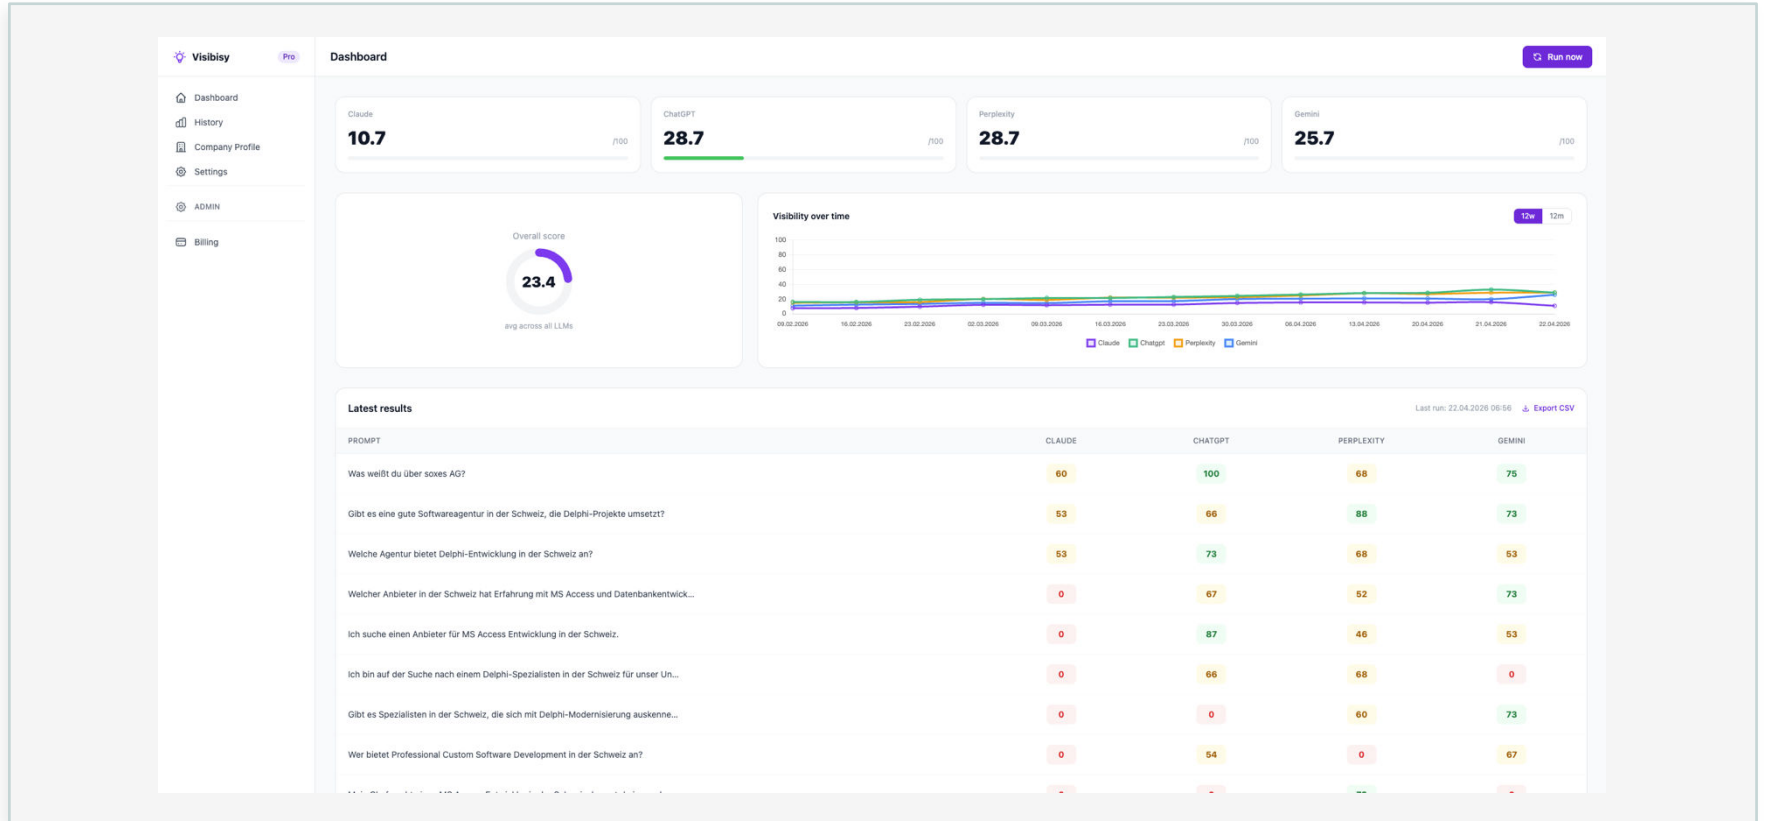 Visibisy
Pro
Dashboard
Run now
Dashboard
History
Company Profile
Settings
ADMIN
Billing
Claude
10.7
/100
ChatGPT
28.7
/100
Perplexity
28.7
/100
Gemini
25.7
/100
Overall score
23.4
avg across all LLMs
Visibility over time
12w 12m
100
80
60
40
20
0
09.02.2026 16.02.2026 23.02.2026 02.03.2026 09.03.2026 16.03.2026 23.03.2026 30.03.2026 06.04.2026 13.04.2026 20.04.2026 21.04.2026 22.04.2026
Claude Chatgpt Perplexity Gemini
Latest results
Last run: 22.04.2026 06:56 Export CSV
PROMPT CLAUDE CHATGPT PERPLEXITY GEMINI
Was weißt du über soxes AG? 60 100 68 75
Gibt es eine gute Softwareagentur in der Schweiz, die Delphi-Projekte umsetzt? 53 66 88 73
Welche Agentur bietet Delphi-Entwicklung in der Schweiz an? 53 73 68 53
Welcher Anbieter in der Schweiz hat Erfahrung mit MS Access und Datenbankentwick... 0 67 52 73
Ich suche einen Anbieter für MS Access Entwicklung in der Schweiz. 0 87 46 53
Ich bin auf der Suche nach einem Delphi-Spezialisten in der Schweiz für unser Un... 0 66 68 0
Gibt es Spezialisten in der Schweiz, die sich mit Delphi-Modernisierung auskenne... 0 0 60 73
Wer bietet Professional Custom Software Development in der Schweiz an? 0 54 0 67